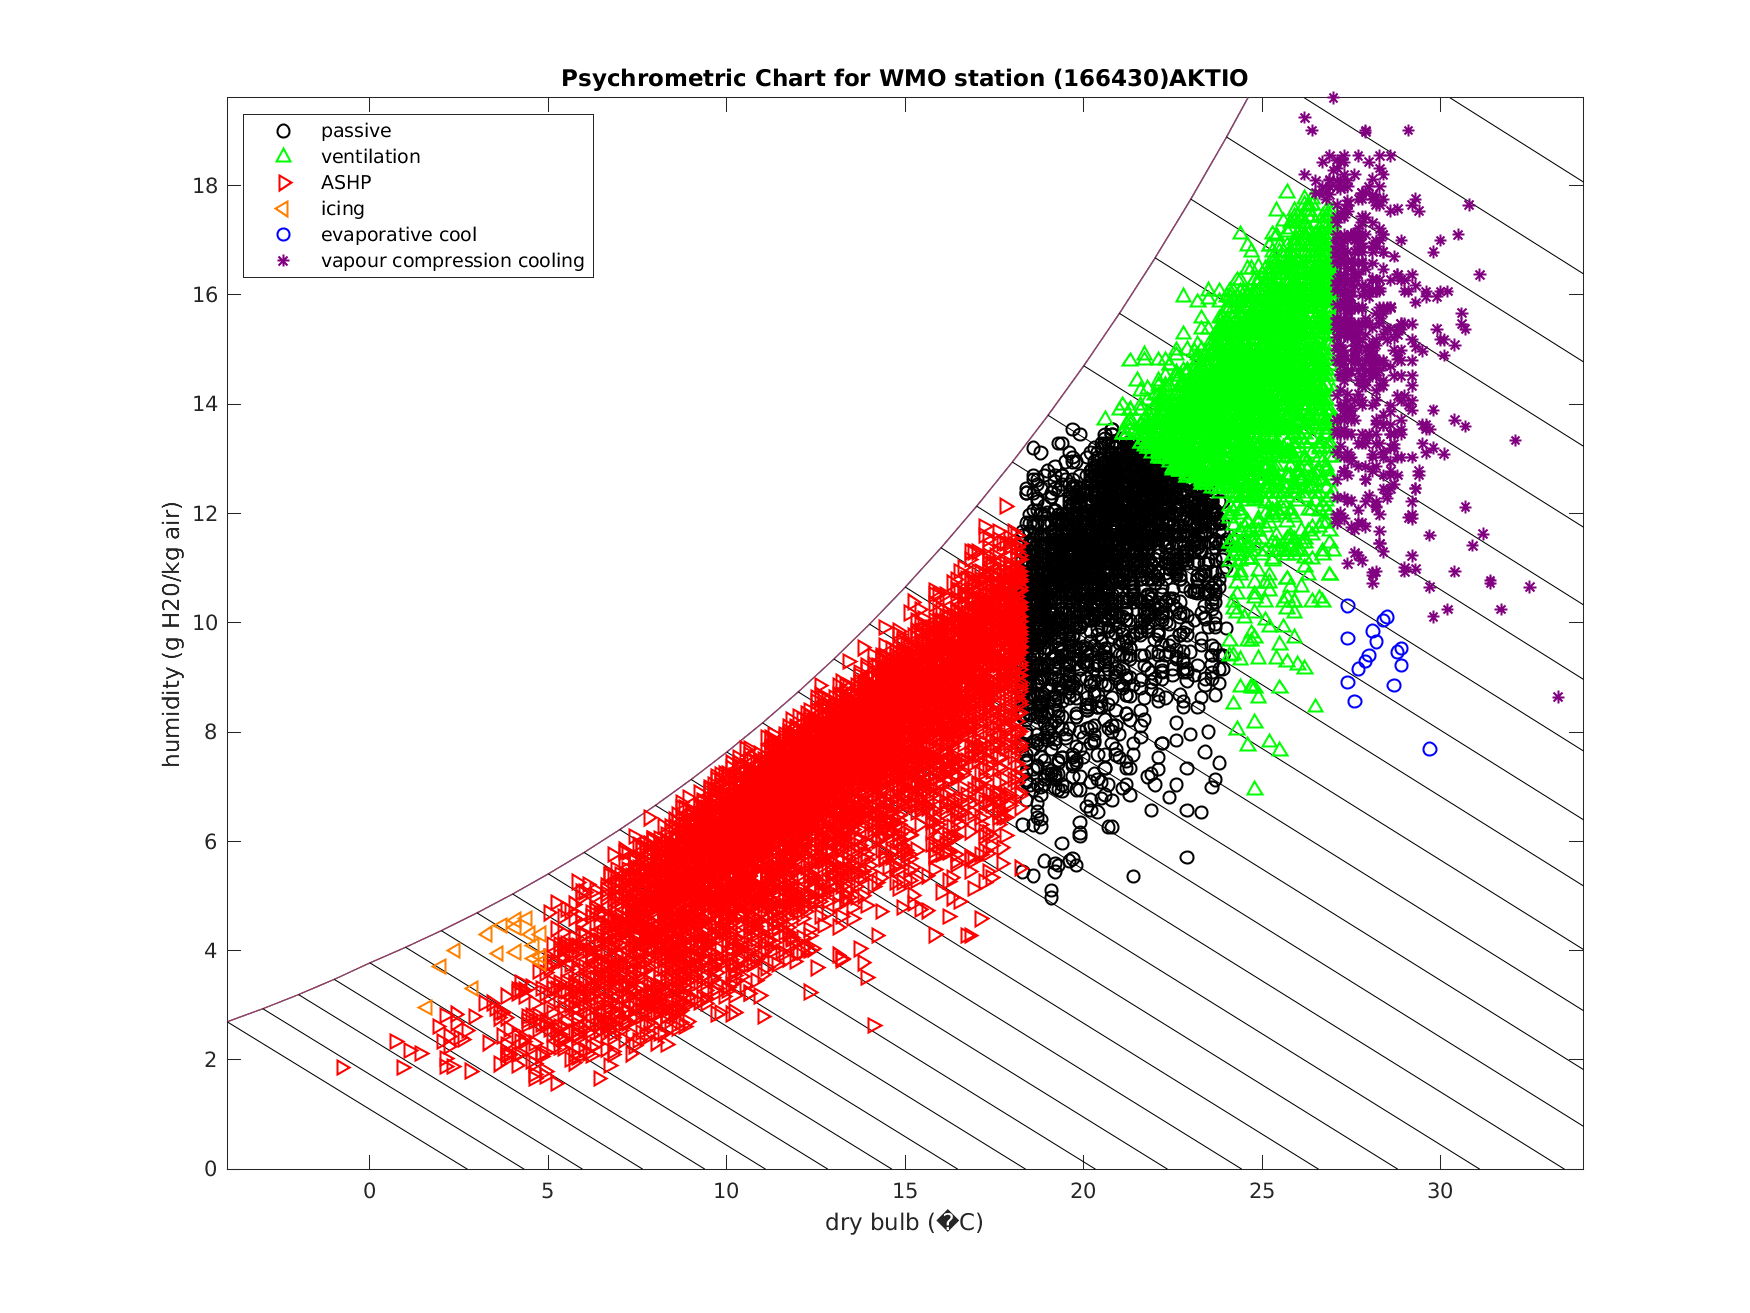 Psychrometric Chart for WMO station (166430)AKTIO
passive
ventilation
ASHP
icing
evaporative cool
vapour compression cooling
humidity (g H20/kg air)
18
16
14
12
10
8
6
4
2
0
0 5 10 15 20 25 30
dry bulb (�C)